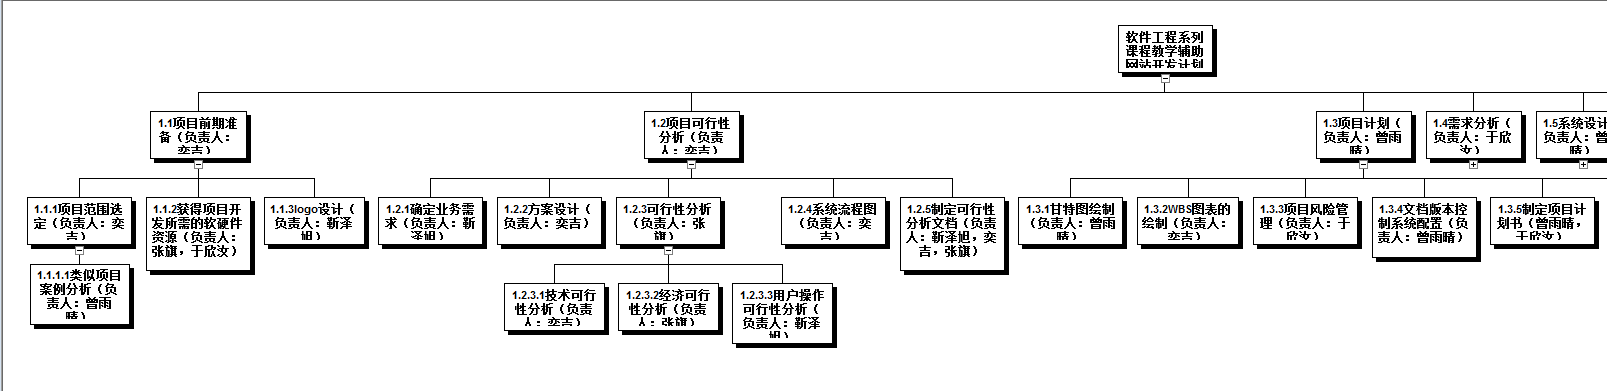 软件工程系列
课程教学辅助
网站开发计划
1.1项目前期准
备（负责人：
奕吉）
1.2项目可行性
分析（负责
人：奕吉）
1.3项目计划（
负责人：曾雨
晴）
1.4需求分析（
负责人：于欣
汝）
1.5系统设计
负责人：曾
晴）
1.1.1项目范围选
定（负责人：奕
吉）
1.1.2获得项目开
发所需的软硬件
资源（负责人：
张旗，于欣汝）
1.1.3logo设计（
负责人：靳泽
旭）
1.2.1确定业务需
求（负责人：靳
泽旭）
1.2.2方案设计（
负责人：奕吉）
1.2.3可行性分析
（负责人：张
旗）
1.2.4系统流程图
（负责人：奕
吉）
1.2.5制定可行性
分析文档（负责
人：靳泽旭，奕
吉，张旗）
1.3.1甘特图绘制
（负责人：曾雨
晴）
1.3.2WBS图表的
绘制（负责人：
奕吉）
1.3.3项目风险管
理（负责人：于
欣汝）
1.3.4文档版本控
制系统配置（负
责人：曾雨晴）
1.3.5制定项目计
划书（曾雨晴，
于欣汝）
1.1.1.1类似项目
案例分析（负
责人：曾雨
晴）
1.2.3.1技术可行
性分析（负责
人：奕吉）
1.2.3.2经济可行
性分析（负责
人：张旗）
1.2.3.3用户操作
可行性分析（
负责人：靳泽
旭）